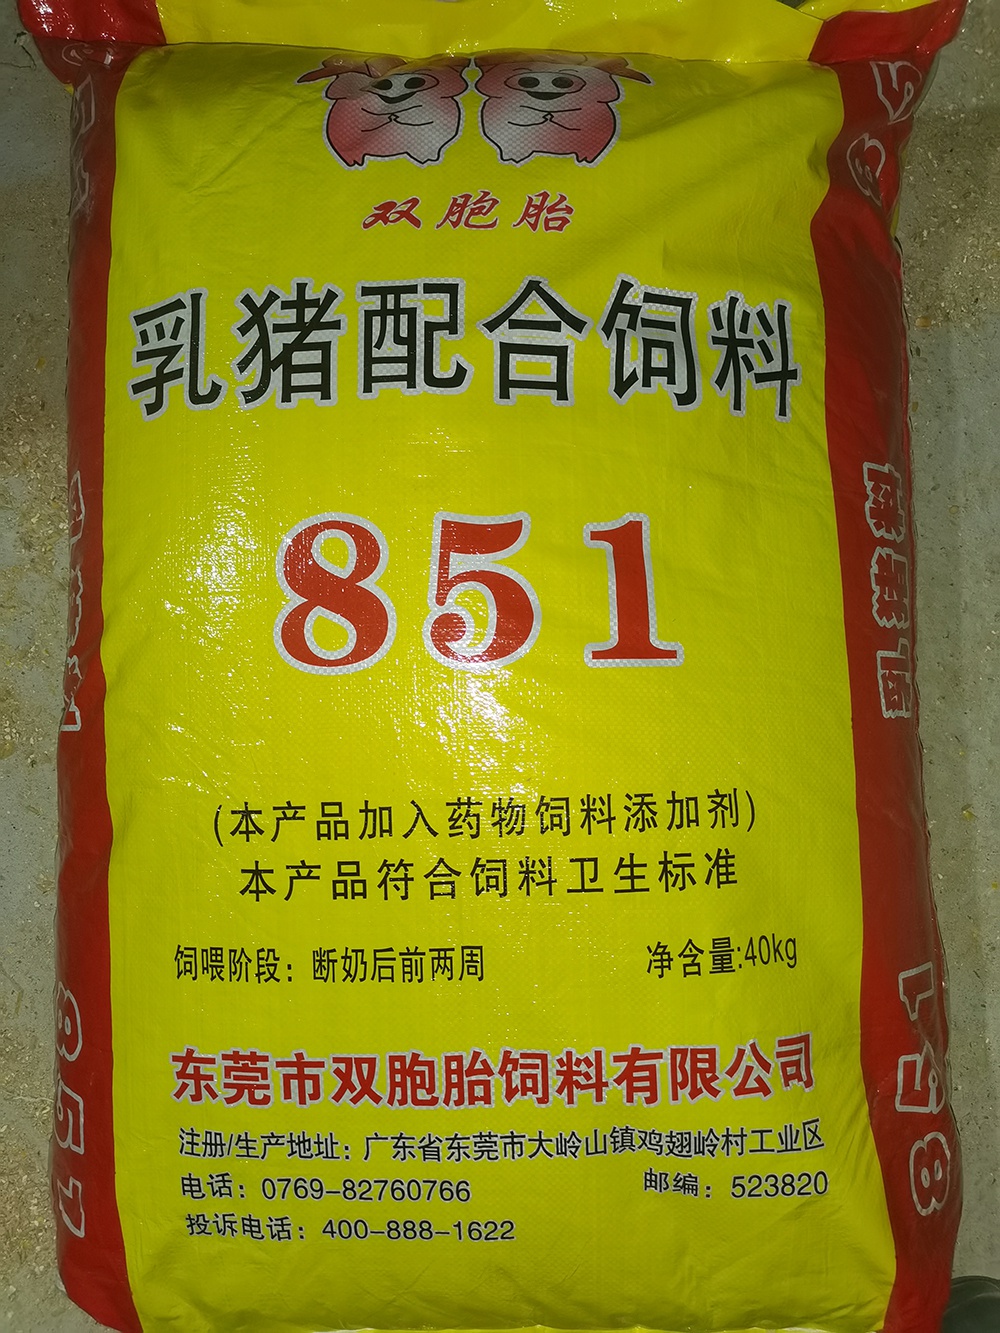 双胞胎
乳猪配合饲料
851
(本产品加入药物饲料添加剂)
本产品符合饲料卫生标准
饲喂阶段：断奶后前两周
净含量:40kg
东莞市双胞胎饲料有限公司
注册/生产地址：广东省东莞市大岭山镇鸡翅岭村工业区
电话：0769-82760766
邮编：523820
投诉电话：400-888-1622
851
851